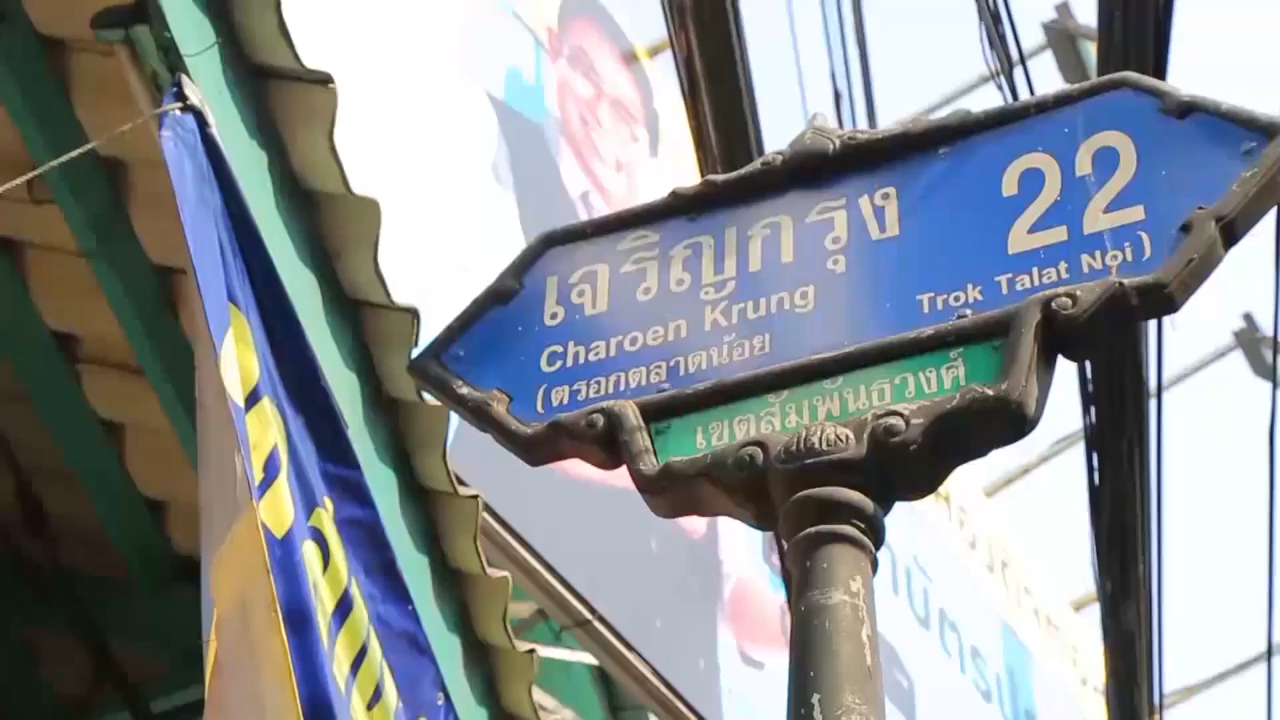 เจริญกรุง 22
Charoen Krung
(ตรอกตลาดน้อย Trok Talat Noi)
เขตสัมพันธวงศ์